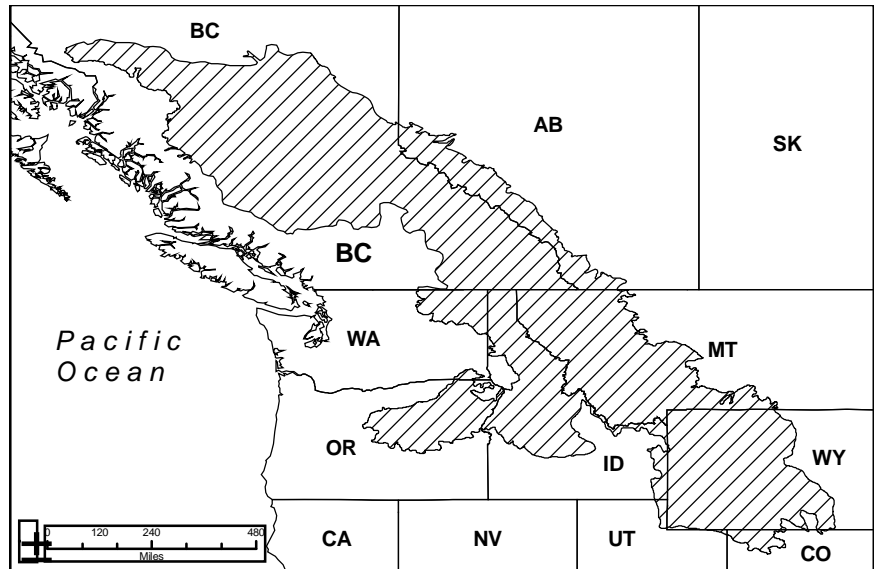 BC
AB
SK
BC
WA
Pacific
Ocean
MT
OR
ID
WY
0 120 240 480
Miles
CA
NV
UT
CO